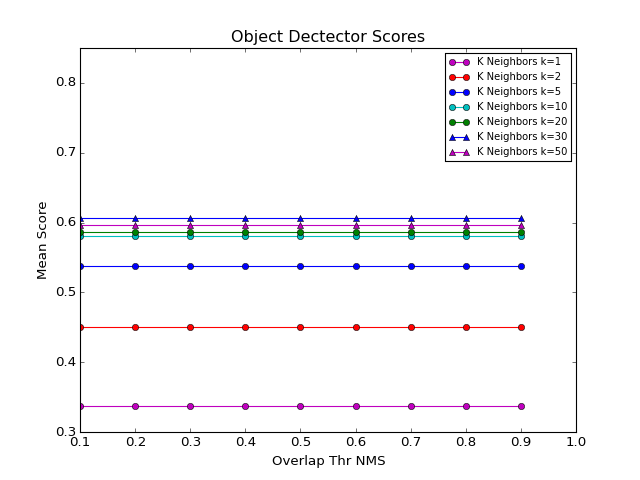 Object Dectector Scores
K Neighbors k=1
K Neighbors k=2
K Neighbors k=5
K Neighbors k=10
K Neighbors k=20
K Neighbors k=30
K Neighbors k=50
Mean Score
0.8
0.7
0.6
0.5
0.4
0.3
0.1 0.2 0.3 0.4 0.5 0.6 0.7 0.8 0.9 1.0
Overlap Thr NMS